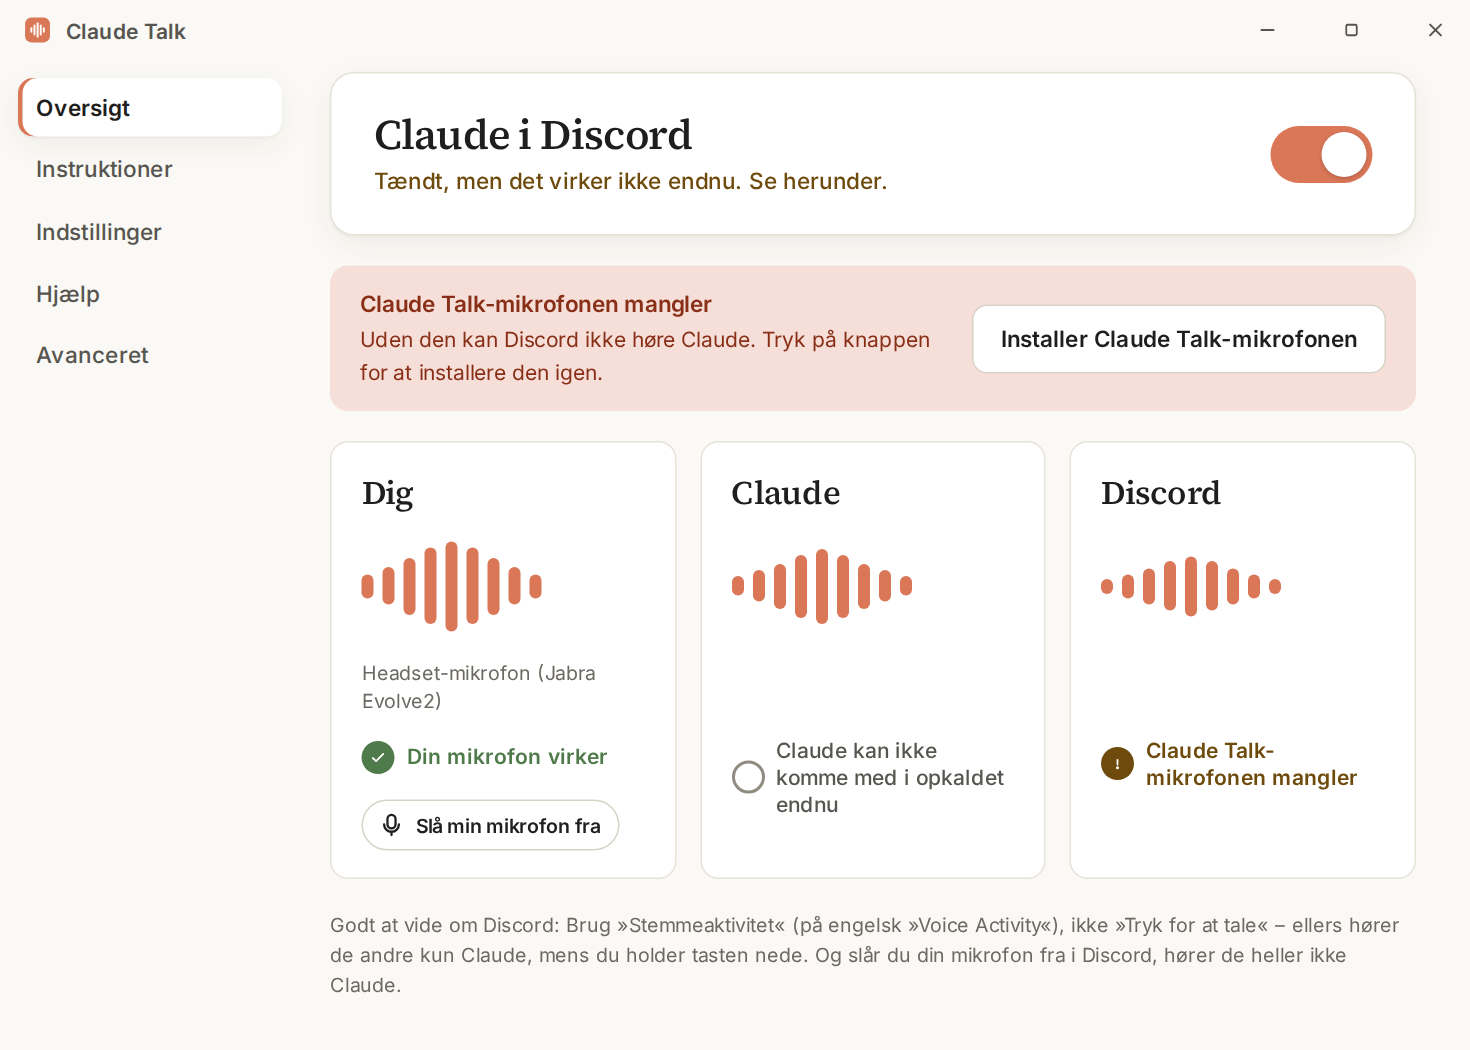 Claude Talk
Oversigt
Instruktioner
Indstillinger
Hjælp
Avanceret
Claude i Discord
Tændt, men det virker ikke endnu. Se herunder.
Claude Talk-mikrofonen mangler
Uden den kan Discord ikke høre Claude. Tryk på knappen
for at installere den igen.
Installer Claude Talk-mikrofonen
Dig
Headset-mikrofon (Jabra
Evolve2)
Din mikrofon virker
Slå min mikrofon fra
Claude
Claude kan ikke
komme med i opkaldet
endnu
Discord
Claude Talk-
mikrofonen mangler
Godt at vide om Discord: Brug »Stemmeaktivitet« (på engelsk »Voice Activity«), ikke »Tryk for at tale« – ellers hører
de andre kun Claude, mens du holder tasten nede. Og slår du din mikrofon fra i Discord, hører de heller ikke
Claude.